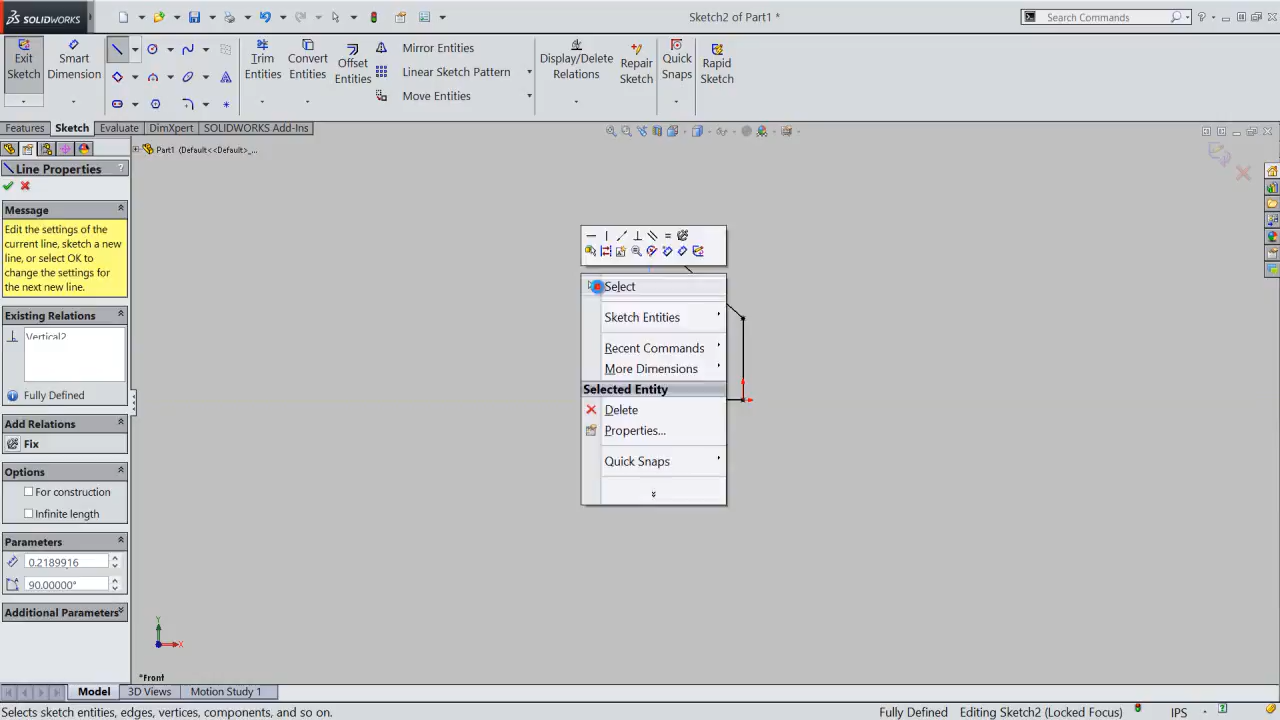 SOLIDWORKS
Sketch2 of Part1 *
Search Commands
Exit Sketch
Smart Dimension
Trim Entities
Convert Entities
Offset Entities
Mirror Entities
Linear Sketch Pattern
Move Entities
Display/Delete Relations
Repair Sketch
Quick Snaps
Rapid Sketch
Features
Sketch
Evaluate
DimXpert
SOLIDWORKS Add-Ins
Part1 (Default<<Default>_...
Line Properties
?
Message
Edit the settings of the
current line, sketch a new
line, or select OK to
change the settings for
the next new line.
Existing Relations
Vertical2
Fully Defined
Add Relations
Fix
Options
For construction
Infinite length
Parameters
0.2189916
90.00000°
Additional Parameters
Select
Sketch Entities
Recent Commands
More Dimensions
Selected Entity
Delete
Properties...
Quick Snaps
Y
X
*Front
Model
3D Views
Motion Study 1
Selects sketch entities, edges, vertices, components, and so on.
Fully Defined
Editing Sketch2 (Locked Focus)
IPS